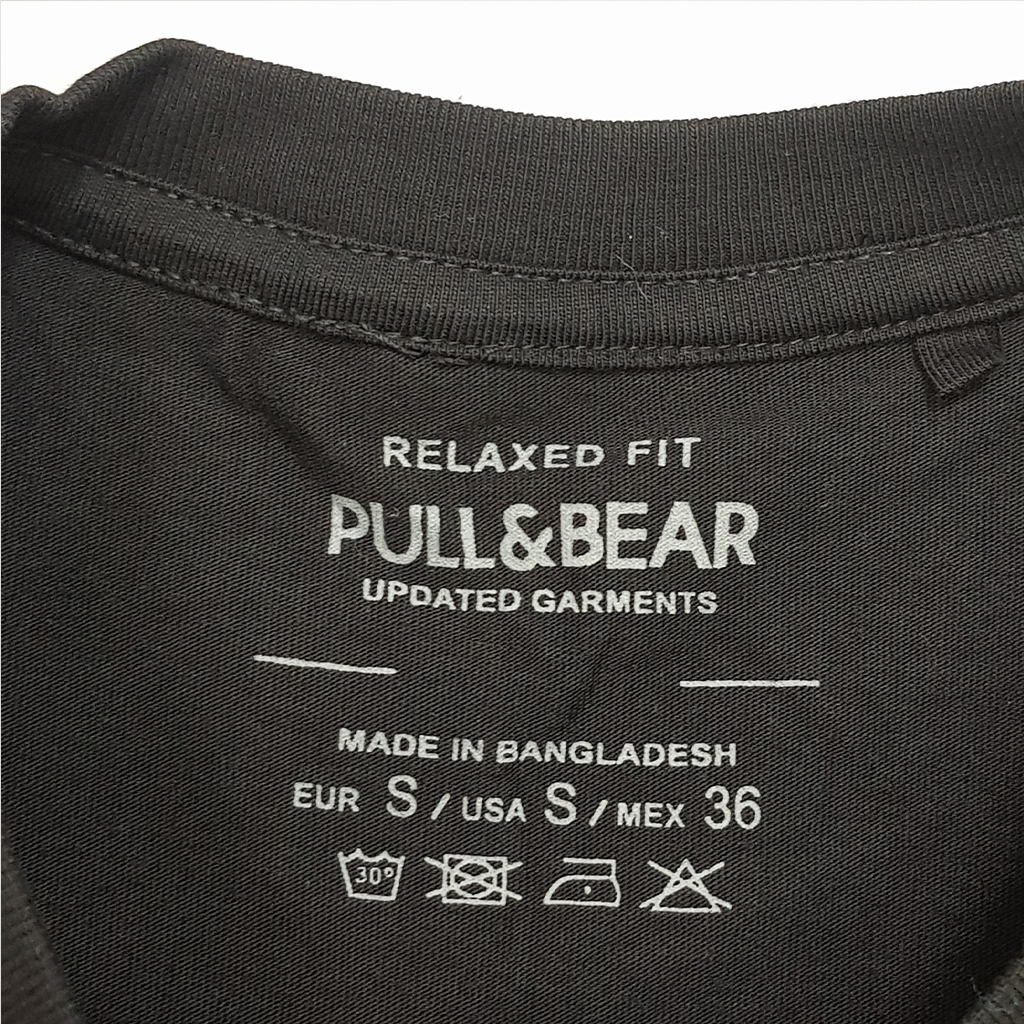 RELAXED FIT
PULL&BEAR
UPDATED GARMENTS
MADE IN BANGLADESH
EUR S / USA S / MEX 36
30°